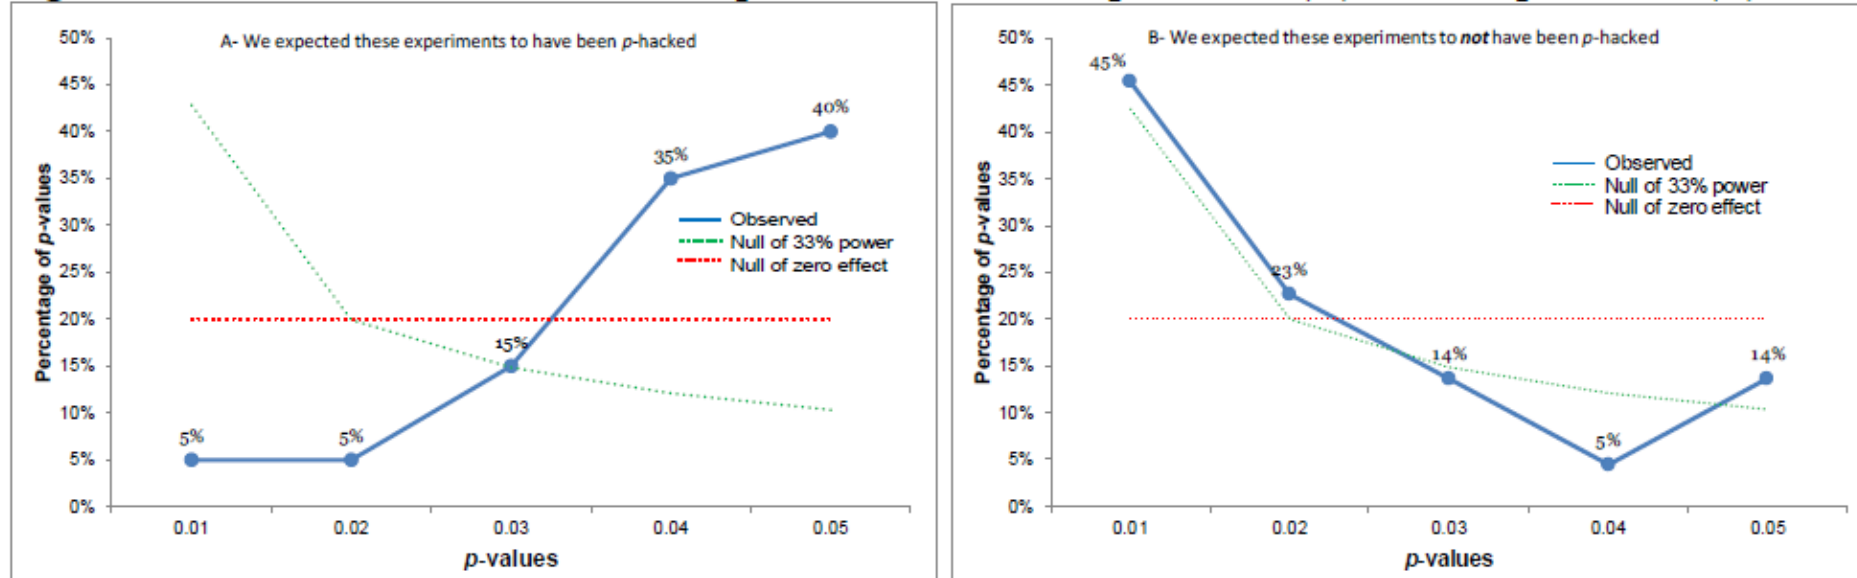 A- We expected these experiments to have been p-hacked
50%
45%
40%
35%
30%
25%
20%
15%
10%
5%
0%
Percentage of p-values
5%
5%
15%
35%
40%
Observed
Null of 33% power
Null of zero effect
0.01 0.02 0.03 0.04 0.05
p-values
B- We expected these experiments to not have been p-hacked
50%
45%
40%
35%
30%
25%
20%
15%
10%
5%
0%
Percentage of p-values
45%
23%
14%
5%
14%
Observed
Null of 33% power
Null of zero effect
0.01 0.02 0.03 0.04 0.05
p-values